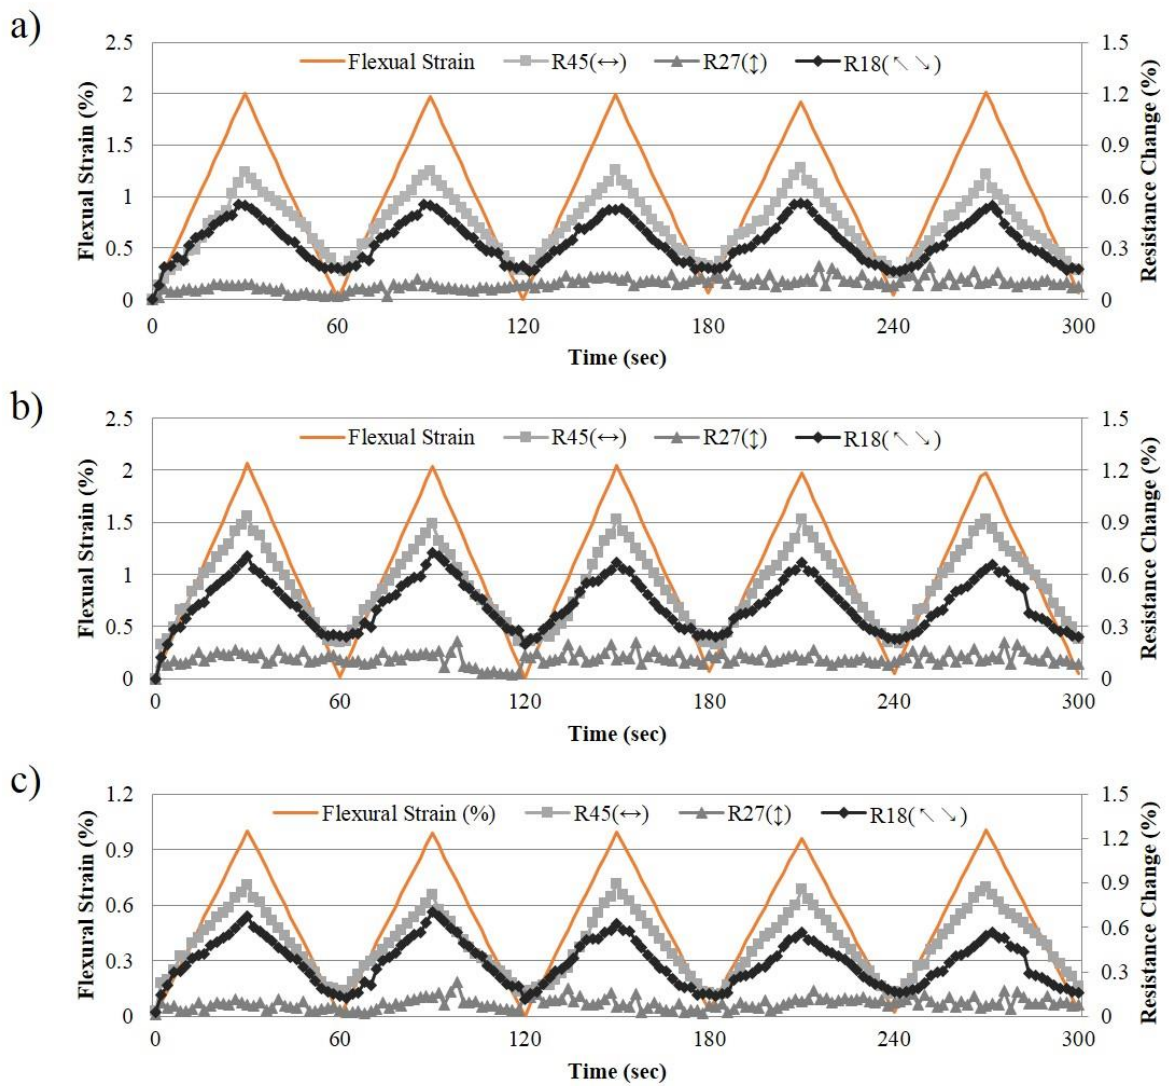 a)
Flexual Strain R45(↔) R27(↕) R18(↖↘)
2.5
2
1.5
1
0.5
0
Flexual Strain (%)
1.5
1.2
0.9
0.6
0.3
0
Resistance Change (%)
0 60 120 180 240 300
Time (sec)
b)
Flexual Strain R45(↔) R27(↕) R18(↖↘)
2.5
2
1.5
1
0.5
0
Flexual Strain (%)
1.5
1.2
0.9
0.6
0.3
0
Resistance Change (%)
0 60 120 180 240 300
Time (sec)
c)
Flexural Strain (%) R45(↔) R27(↕) R18(↖↘)
1.2
0.9
0.6
0.3
0
Flexural Strain (%)
1.5
1.2
0.9
0.6
0.3
0
Resistance Change (%)
0 60 120 180 240 300
Time (sec)